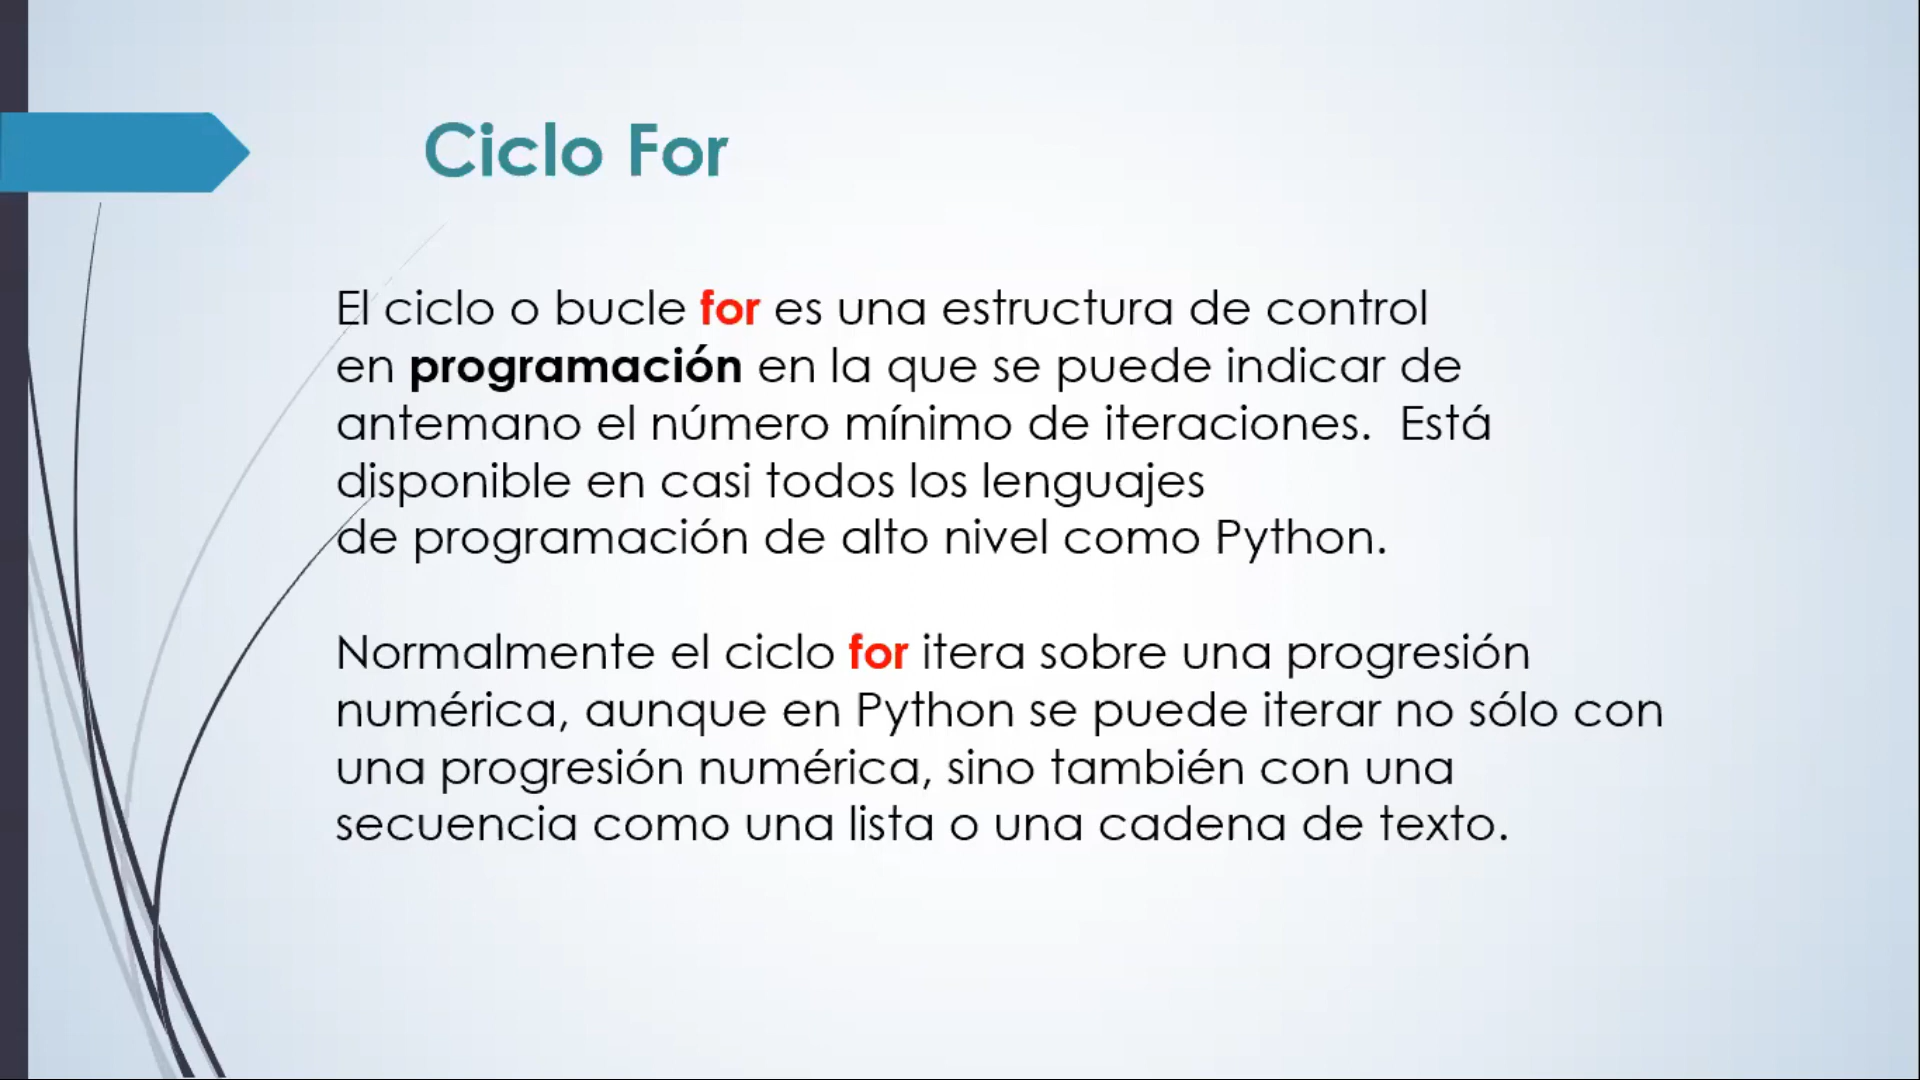 Ciclo For
El ciclo o bucle for es una estructura de control
en programación en la que se puede indicar de
antemano el número mínimo de iteraciones.  Está
disponible en casi todos los lenguajes
de programación de alto nivel como Python.
Normalmente el ciclo for itera sobre una progresión
numérica, aunque en Python se puede iterar no sólo con
una progresión numérica, sino también con una
secuencia como una lista o una cadena de texto.